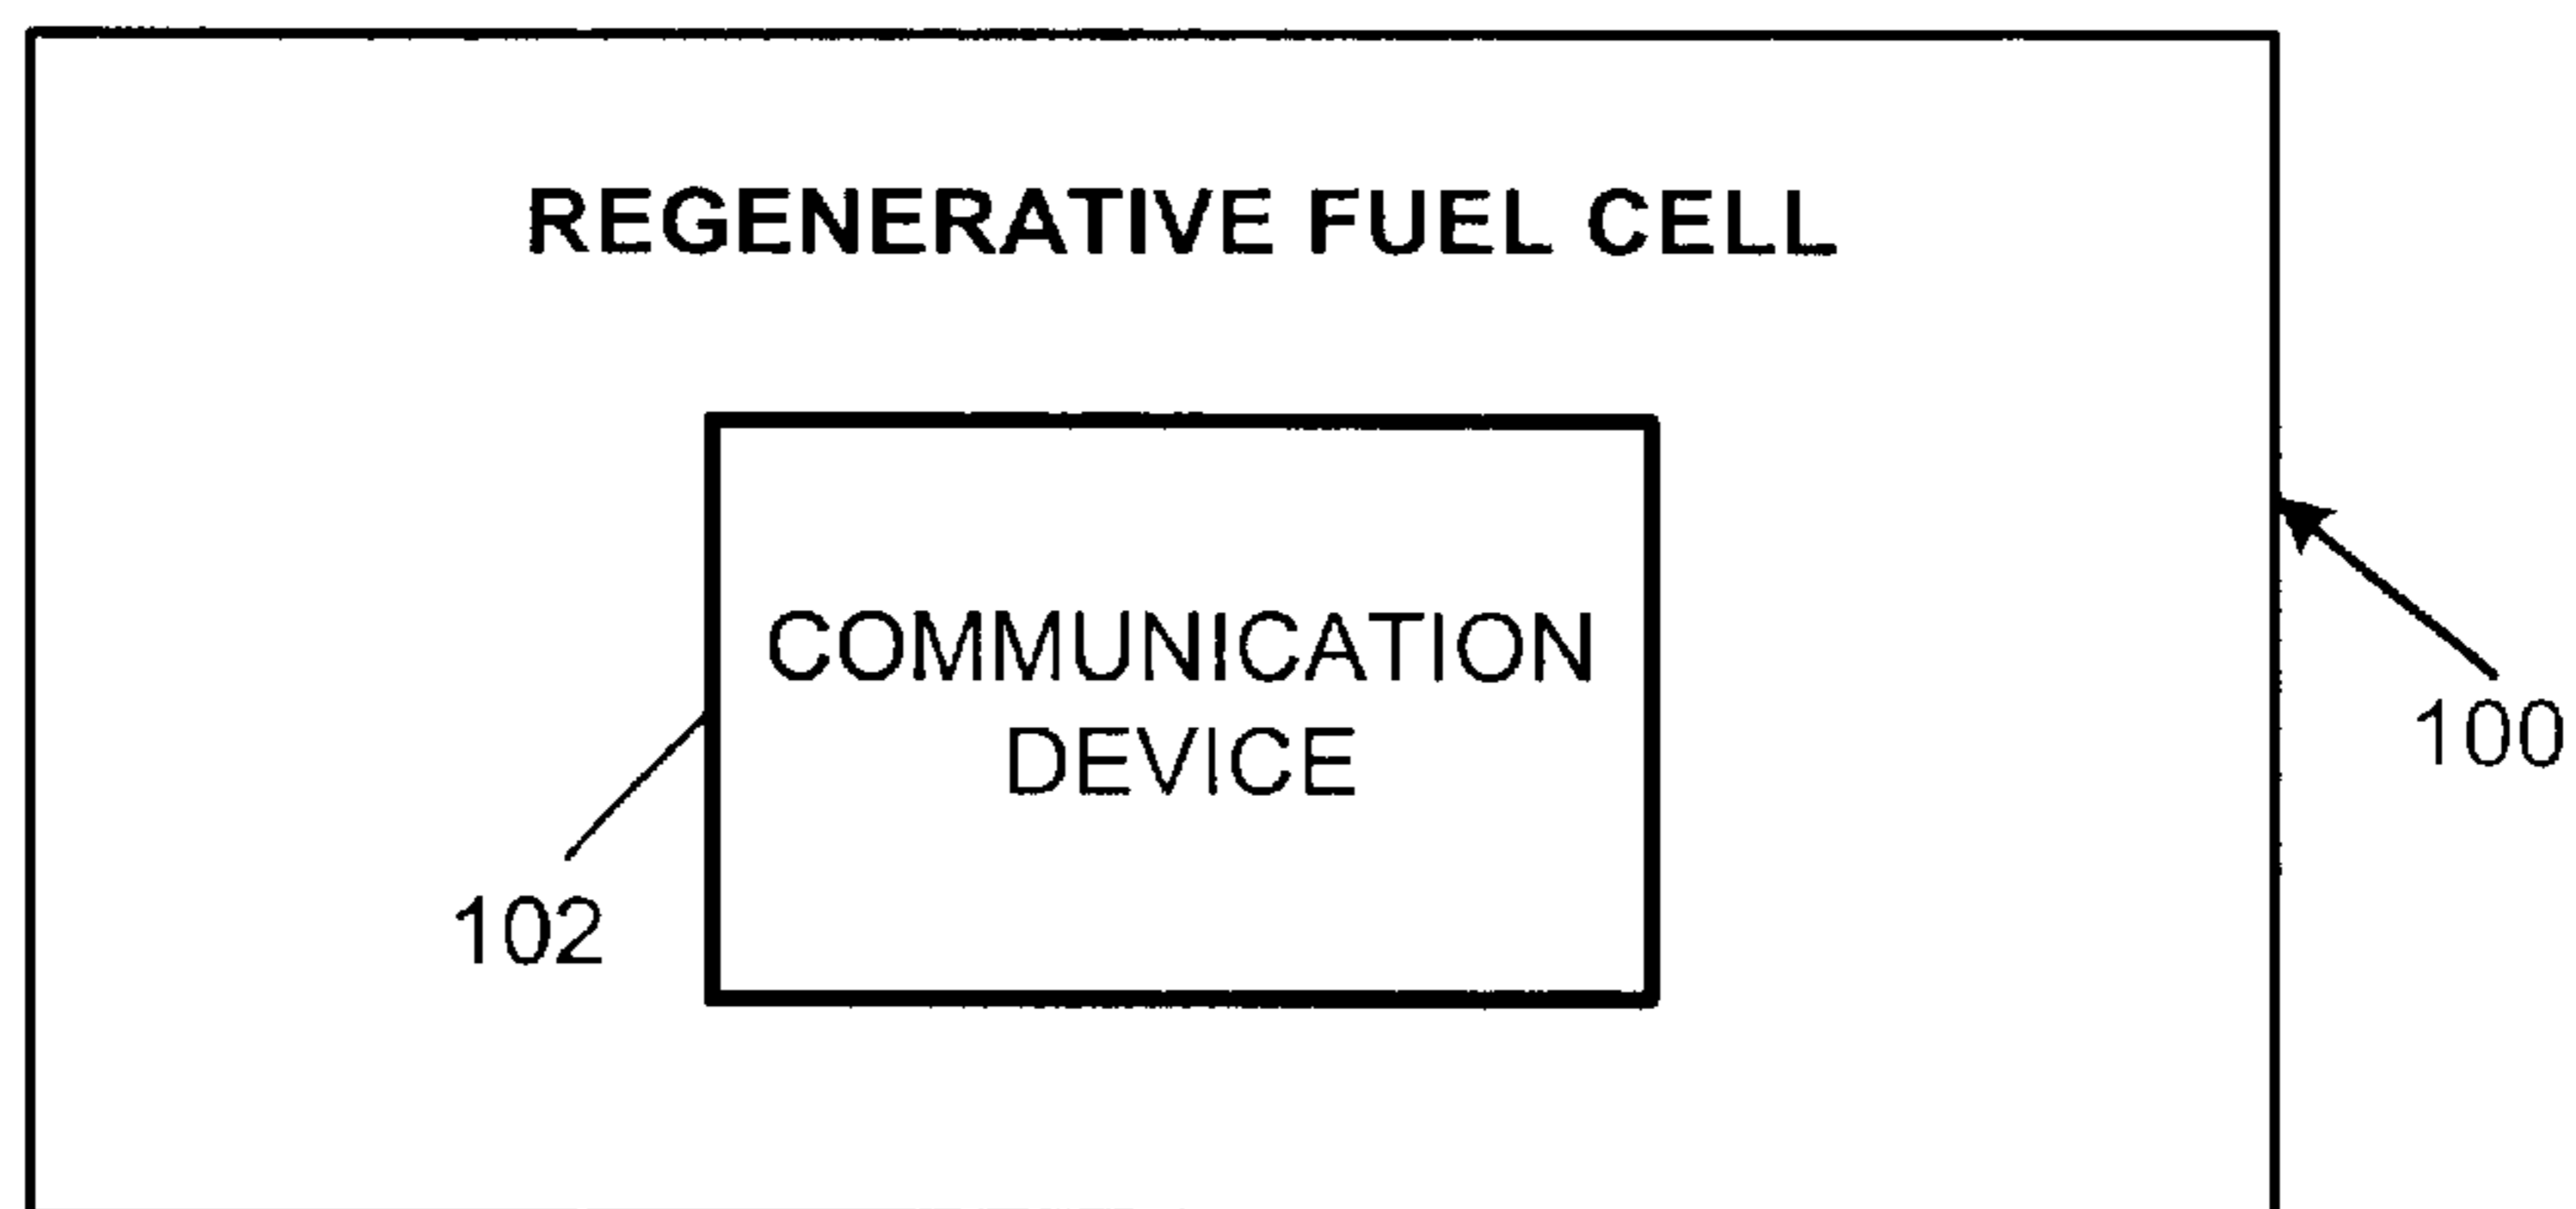 REGENERATIVE FUEL CELL
COMMUNICATION
DEVICE
100
102